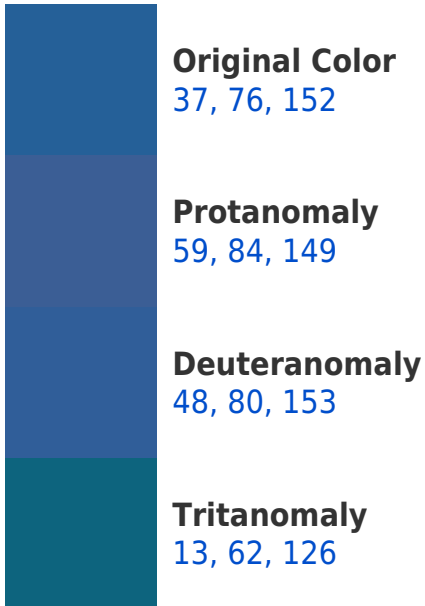 Original Color
37, 76, 152
Protanomaly
59, 84, 149
Deuteranomaly
48, 80, 153
Tritanomaly
13, 62, 126